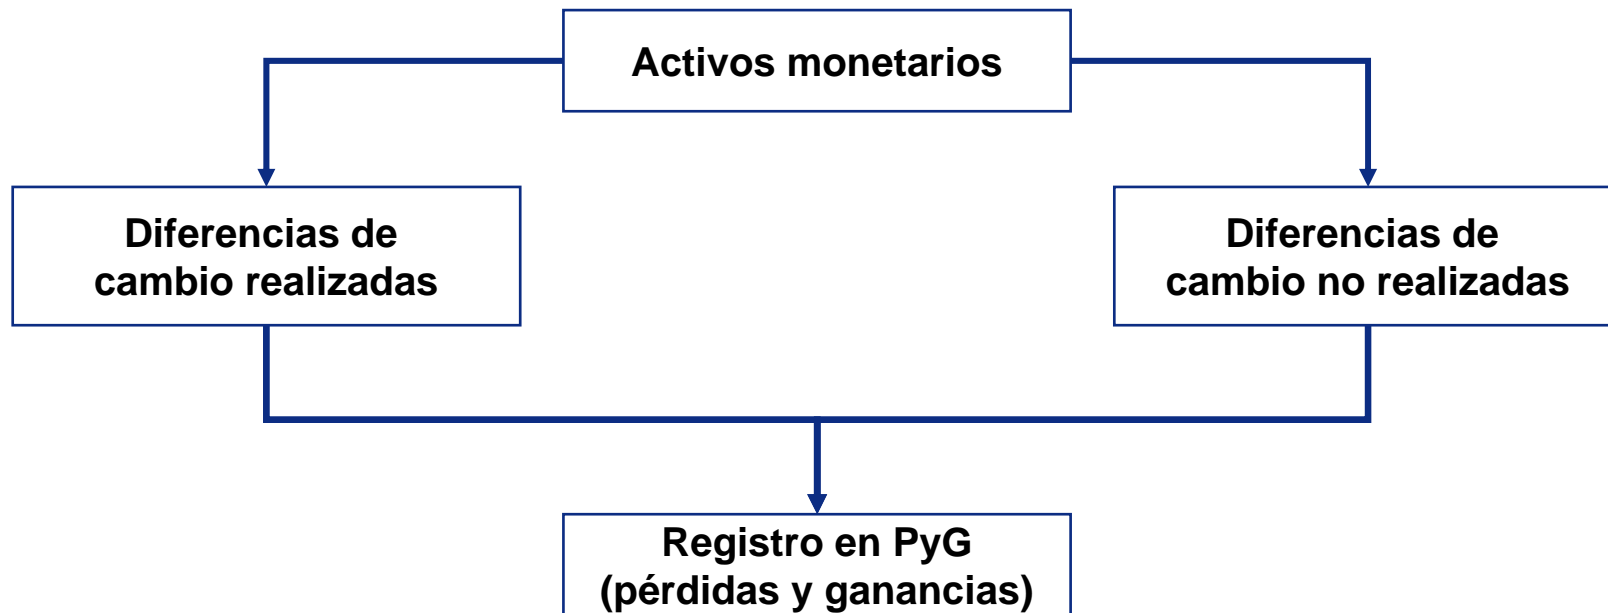 Activos monetarios
Diferencias de
cambio realizadas
Diferencias de
cambio no realizadas
Registro en PyG
(pérdidas y ganancias)